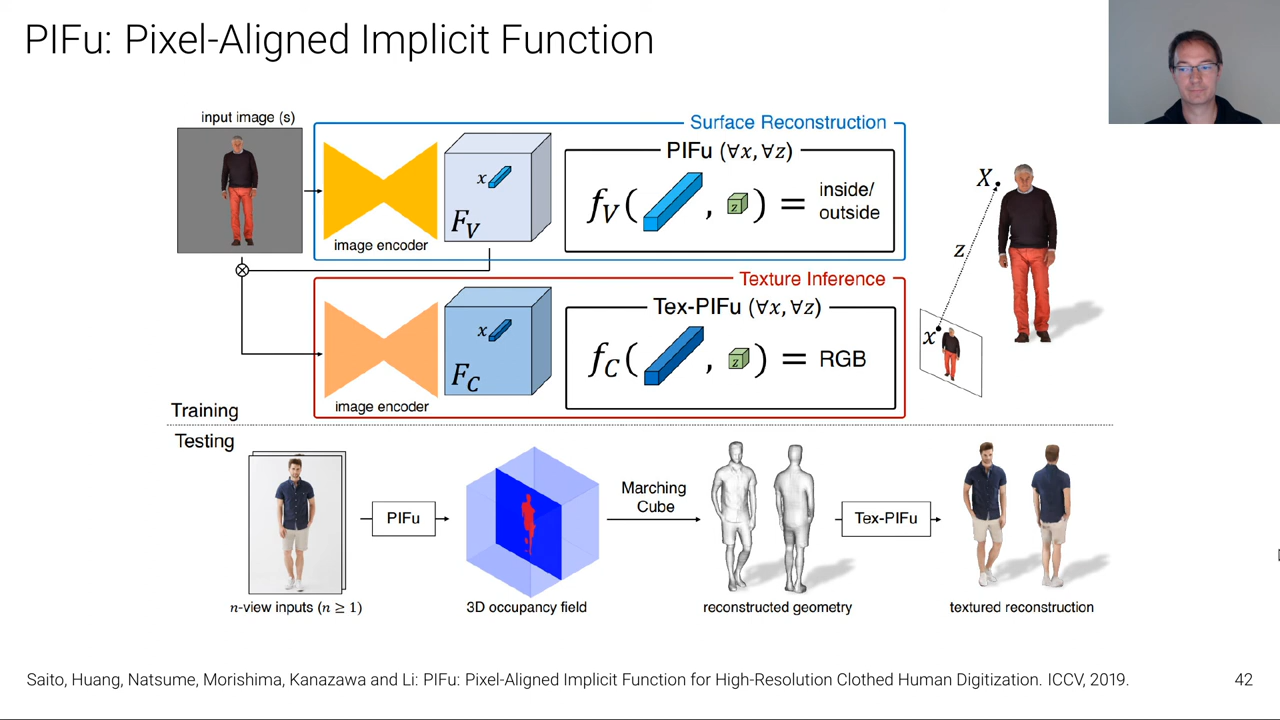 PIFu: Pixel-Aligned Implicit Function
input image (s)
Surface Reconstruction
PIFu (∀x, ∀z)
x
F_V
f_V( , z ) = inside/
outside
image encoder
Texture Inference
Tex-PIFu (∀x, ∀z)
x
F_C
f_C( , z ) = RGB
image encoder
X
z
x
Training
Testing
PIFu
Marching
Cube
Tex-PIFu
n-view inputs (n ≥ 1)
3D occupancy field
reconstructed geometry
textured reconstruction
Saito, Huang, Natsume, Morishima, Kanazawa and Li: PIFu: Pixel-Aligned Implicit Function for High-Resolution Clothed Human Digitization. ICCV, 2019.
42